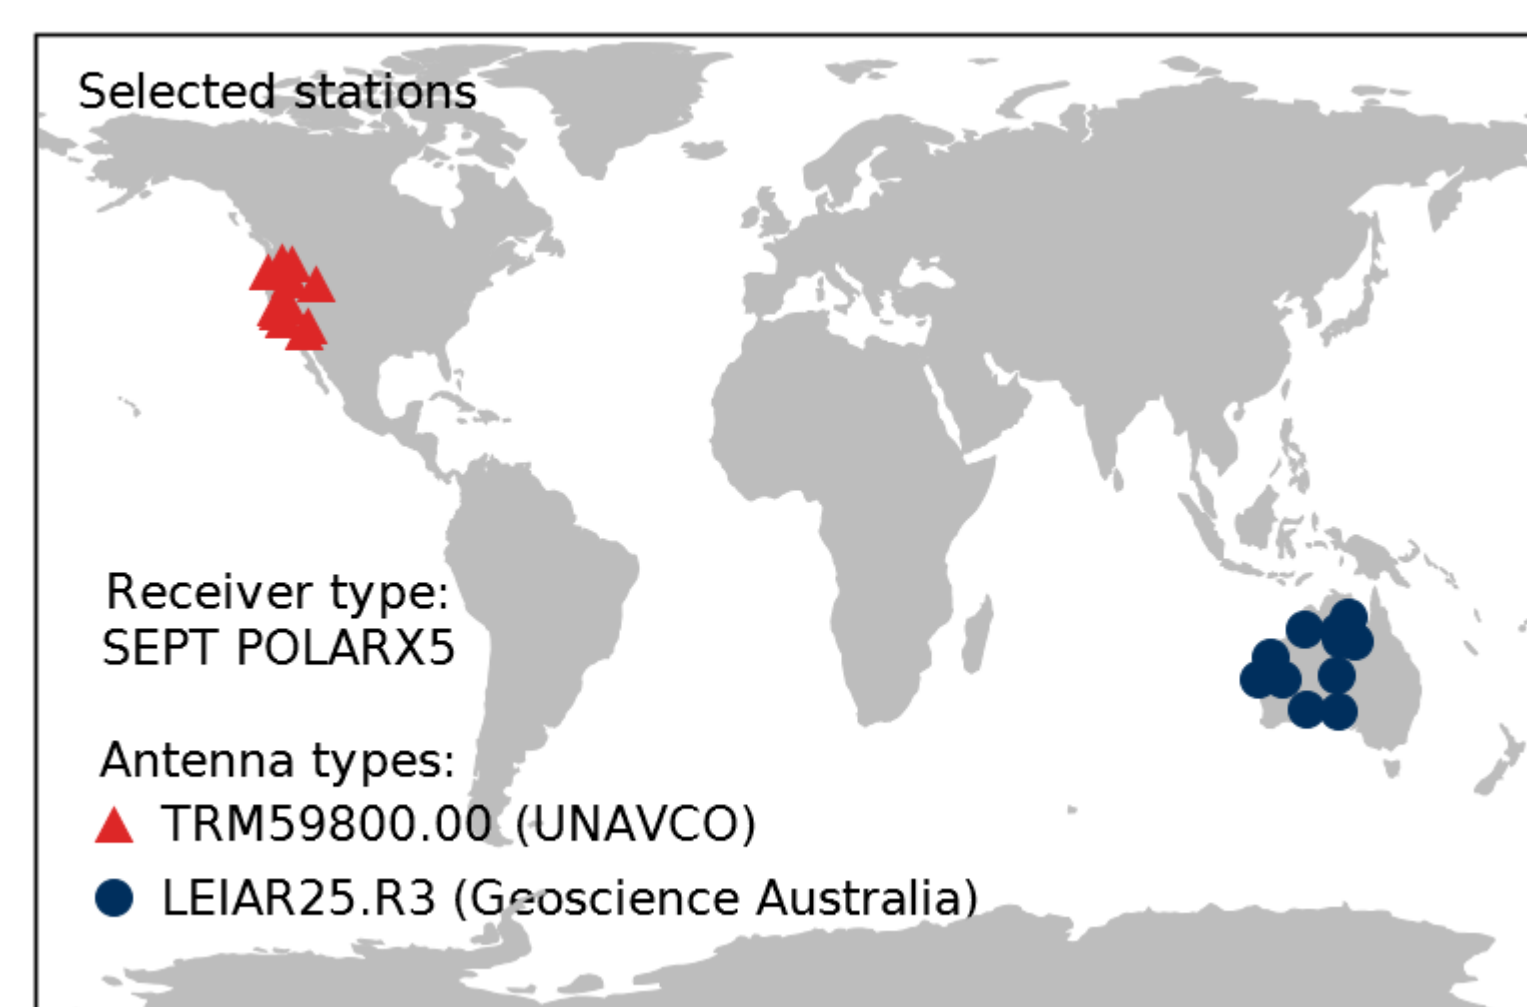 Selected stations
Receiver type:
SEPT POLARX5
Antenna types:
TRM59800.00 (UNAVCO)
LEIAR25.R3 (Geoscience Australia)